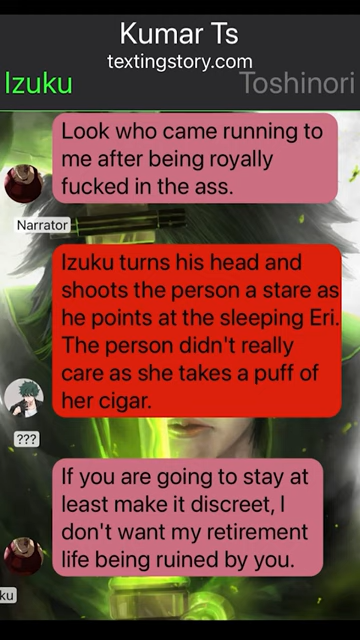 Kumar Ts
textingstory.com
Izuku
Toshinori
Look who came running to
me after being royally
fucked in the ass.
Narrator
Izuku turns his head and
shoots the person a stare as
he points at the sleeping Eri.
The person didn't really
care as she takes a puff of
her cigar.
???
If you are going to stay at
least make it discreet, I
don't want my retirement
life being ruined by you.
ku